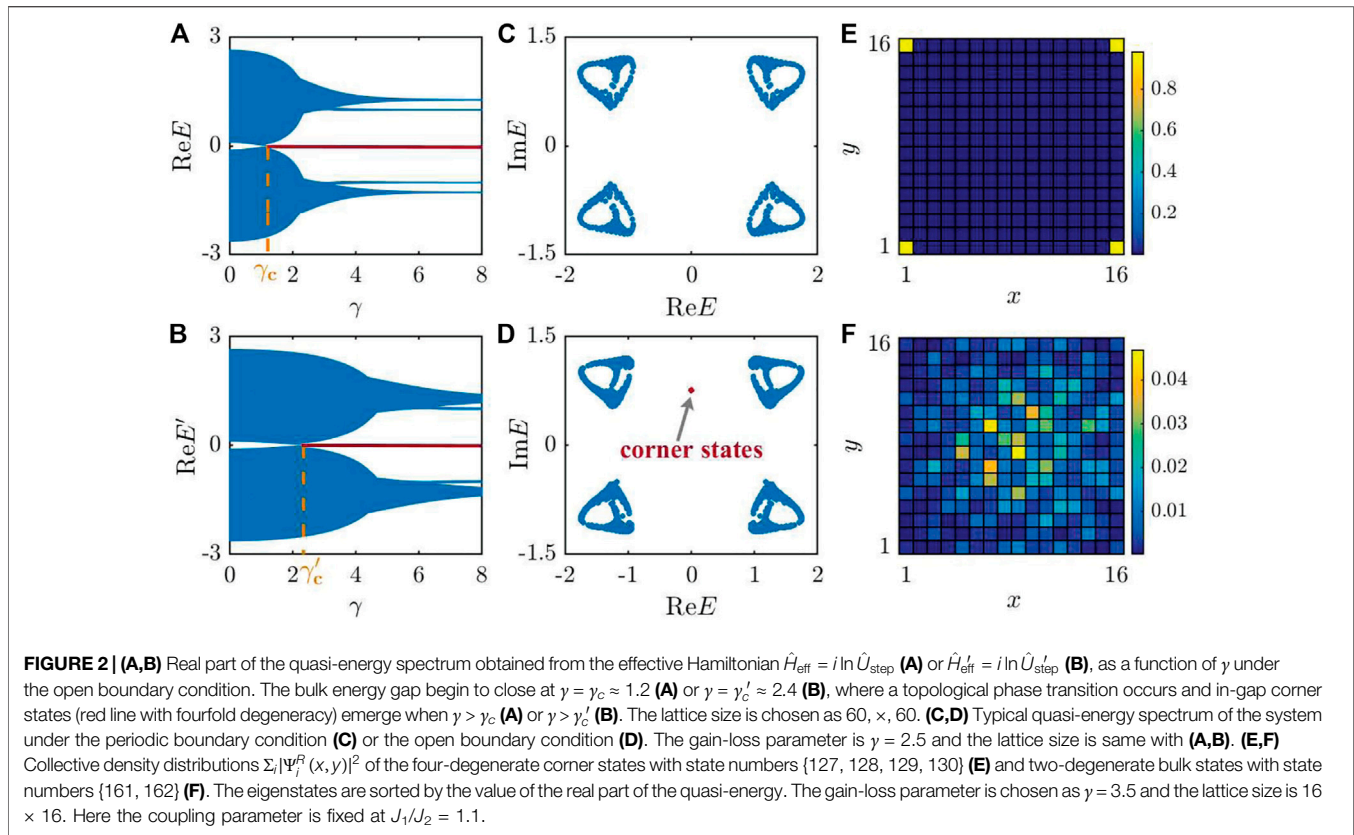 A
3
0
-3
ReE
0 2 4 6 8
γc
γ
C
1.5
0
-1.5
ImE
-2 0 2
ReE
E
16
y
1
1 16
x
0.8
0.6
0.4
0.2
B
3
0
-3
ReE′
0 2 4 6 8
γ′c
γ
D
1.5
0
-1.5
ImE
corner states
-2 -1 0 1 2
ReE
F
16
y
1
1 16
x
0.04
0.03
0.02
0.01
FIGURE 2 | (A,B) Real part of the quasi-energy spectrum obtained from the effective Hamiltonian Ĥeff = i ln Ûstep (A) or Ĥ′eff = i ln Û′step (B), as a function of γ under
the open boundary condition. The bulk energy gap begin to close at γ = γc ≈ 1.2 (A) or γ = γc′ ≈ 2.4 (B), where a topological phase transition occurs and in-gap corner
states (red line with fourfold degeneracy) emerge when γ > γc (A) or γ > γc′ (B). The lattice size is chosen as 60, ×, 60. (C,D) Typical quasi-energy spectrum of the system
under the periodic boundary condition (C) or the open boundary condition (D). The gain-loss parameter is γ = 2.5 and the lattice size is same with (A,B). (E,F)
Collective density distributions Σi|ΨiR(x, y)|2 of the four-degenerate corner states with state numbers {127, 128, 129, 130} (E) and two-degenerate bulk states with state
numbers {161, 162} (F). The eigenstates are sorted by the value of the real part of the quasi-energy. The gain-loss parameter is chosen as γ = 3.5 and the lattice size is 16
× 16. Here the coupling parameter is fixed at J1/J2 = 1.1.